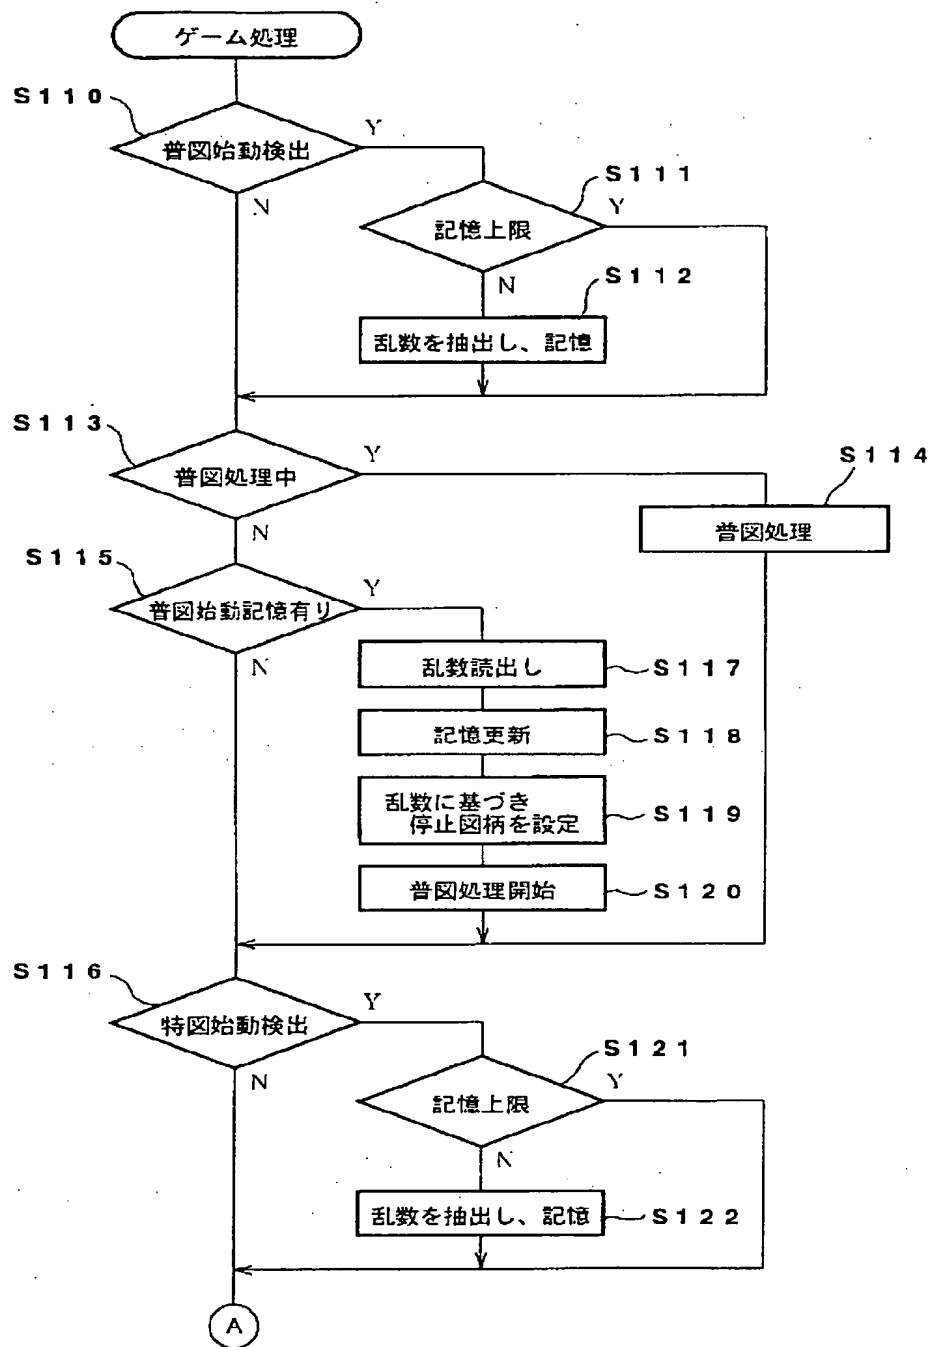 ゲーム処理
S110
普図始動検出
Y
N
S111
記憶上限
Y
N
S112
乱数を抽出し、記憶
S113
普図処理中
Y
N
S114
普図処理
S115
普図始動記憶有り
Y
N
乱数読出し
S117
記憶更新
S118
乱数に基づき
停止図柄を設定
S119
普図処理開始
S120
S116
特図始動検出
Y
N
S121
記憶上限
Y
N
乱数を抽出し、記憶
S122
A